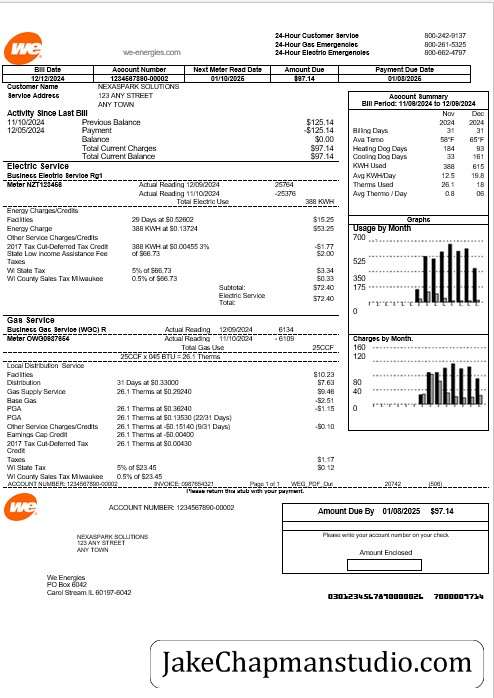 24-Hour Customer Service 800-242-9137
24-Hour Gas Emergencies 800-261-5325
we-energies.com 24-Hour Electric Emergencies 800-662-4797
we
Bill Date Account Number Next Meter Read Date Amount Due Payment Due Date
12/12/2024 1234567890-00002 01/10/2025 $97.14 01/08/2025
Customer Name NEXASPARK SOLUTIONS
Service Address 123 ANY STREET
ANY TOWN
Activity Since Last Bill
11/10/2024 Previous Balance $125.14
12/05/2024 Payment -$125.14
Balance $0.00
Total Current Charges $97.14
Total Current Balance $97.14
Account Summary
Bill Period: 11/09/2024 to 12/09/2024
Nov Dec
2024 2024
Billing Days 31 31
Ava Temo 58°F 65°F
Heating Dog Days 184 93
Cooling Dog Days 33 161
KWH Used 388 615
Avg KWH/Day 12.5 19.8
Therms Used 26.1 18
Avg Thermo / Day 0.8 06
Electric Service
Business Electric Service Rg1
Meter NZT123456 Actual Reading 12/09/2024 25764
Actual Reading 11/10/2024 -25376
Total Electric Use 388 KWH
Energy Charges/Credits
Facilities 29 Days at $0.52602 $15.25
Energy Charge 388 KWH at $0.13724 $53.25
Other Service Charges/Credits
2017 Tax Cut-Deferred Tax Credit 388 KWH at $0.00455 3% -$1.77
State Low Income Assistance Fee of $66.73 $2.00
Taxes
WI State Tax 5% of $66.73 $3.34
WI County Sales Tax Milwaukee 0.5% of $66.73 $0.33
Subtotal: $72.40
Electric Service
Total: $72.40
Graphs
Usage by Month
700
525
350
175
0
Gas Service
Business Gas Service (WGC) R Actual Reading 12/09/2024 6134
Meter OWG0987654 Actual Reading 11/10/2024 - 6109
Total Gas Use 25CCF
25CCF x 045 BTU = 26.1 Therms
Charges by Month.
160
120
80
40
0
Local Distribution Service
Facilities $10.23
Distribution 31 Days at $0.33000 $7.63
Gas Supply Service 26.1 Therms at $0.29240 $9.46
Base Gas -$2.51
PGA 26.1 Therms at $0.36240 -$1.15
PGA 26.1 Therms at $0.13530 (22/31 Days)
Other Service Charges/Credits 26.1 Therms at -$0.15140 (9/31 Days) -$0.10
Earnings Cap Credit 26.1 Therms at -$0.00400
2017 Tax Cut-Deferred Tax 26.1 Therms at $0.00430
Credit
Taxes $1.17
WI State Tax 5% of $23.45 $0.12
WI County Sales Tax Milwaukee 0.5% of $23.45
ACCOUNT NUMBER: 1234567890-00002 INVOICE: 0987654321 Page 1 of 1 WEG_PDF_Out 20742 (506)
Please return this stub with your payment.
we
ACCOUNT NUMBER: 1234567890-00002
Amount Due By 01/08/2025 $97.14
Please write your account number on your check
Amount Enclosed
NEXASPARK SOLUTIONS
123 ANY STREET
ANY TOWN
We Energies
PO Box 6042
Carol Stream IL 60197-6042
JakeChapmanstudio.com